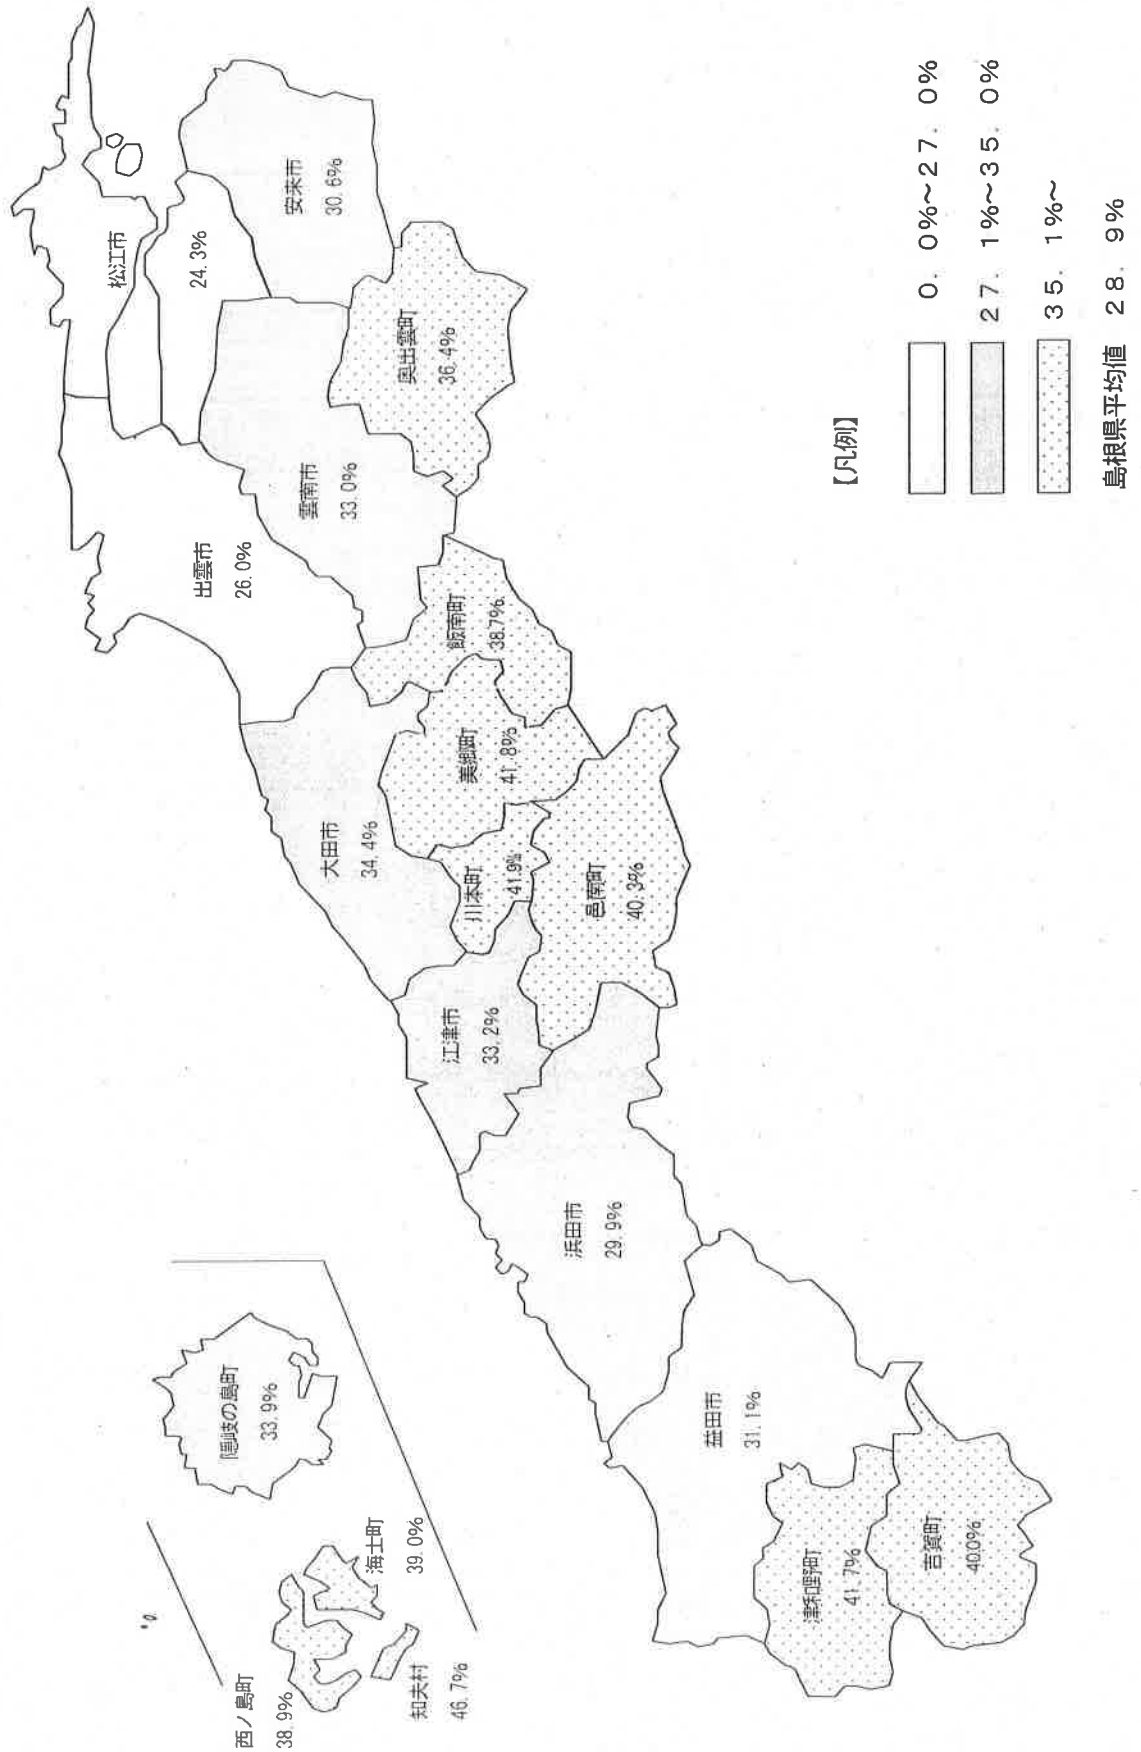 松江市
24.3%
安来市
30.6%
出雲市
26.0%
雲南市
33.0%
奥出雲町
36.4%
飯南町
38.7%
大田市
34.4%
美郷町
41.8%
川本町
41.9%
邑南町
40.3%
江津市
33.2%
浜田市
29.9%
益田市
31.1%
津和野町
41.7%
吉賀町
40.0%
隠岐の島町
33.9%
海士町
39.0%
西ノ島町
38.9%
知夫村
46.7%
【凡例】
0.0%~27.0%
27.1%~35.0%
35.1%~
島根県平均値 28.9%